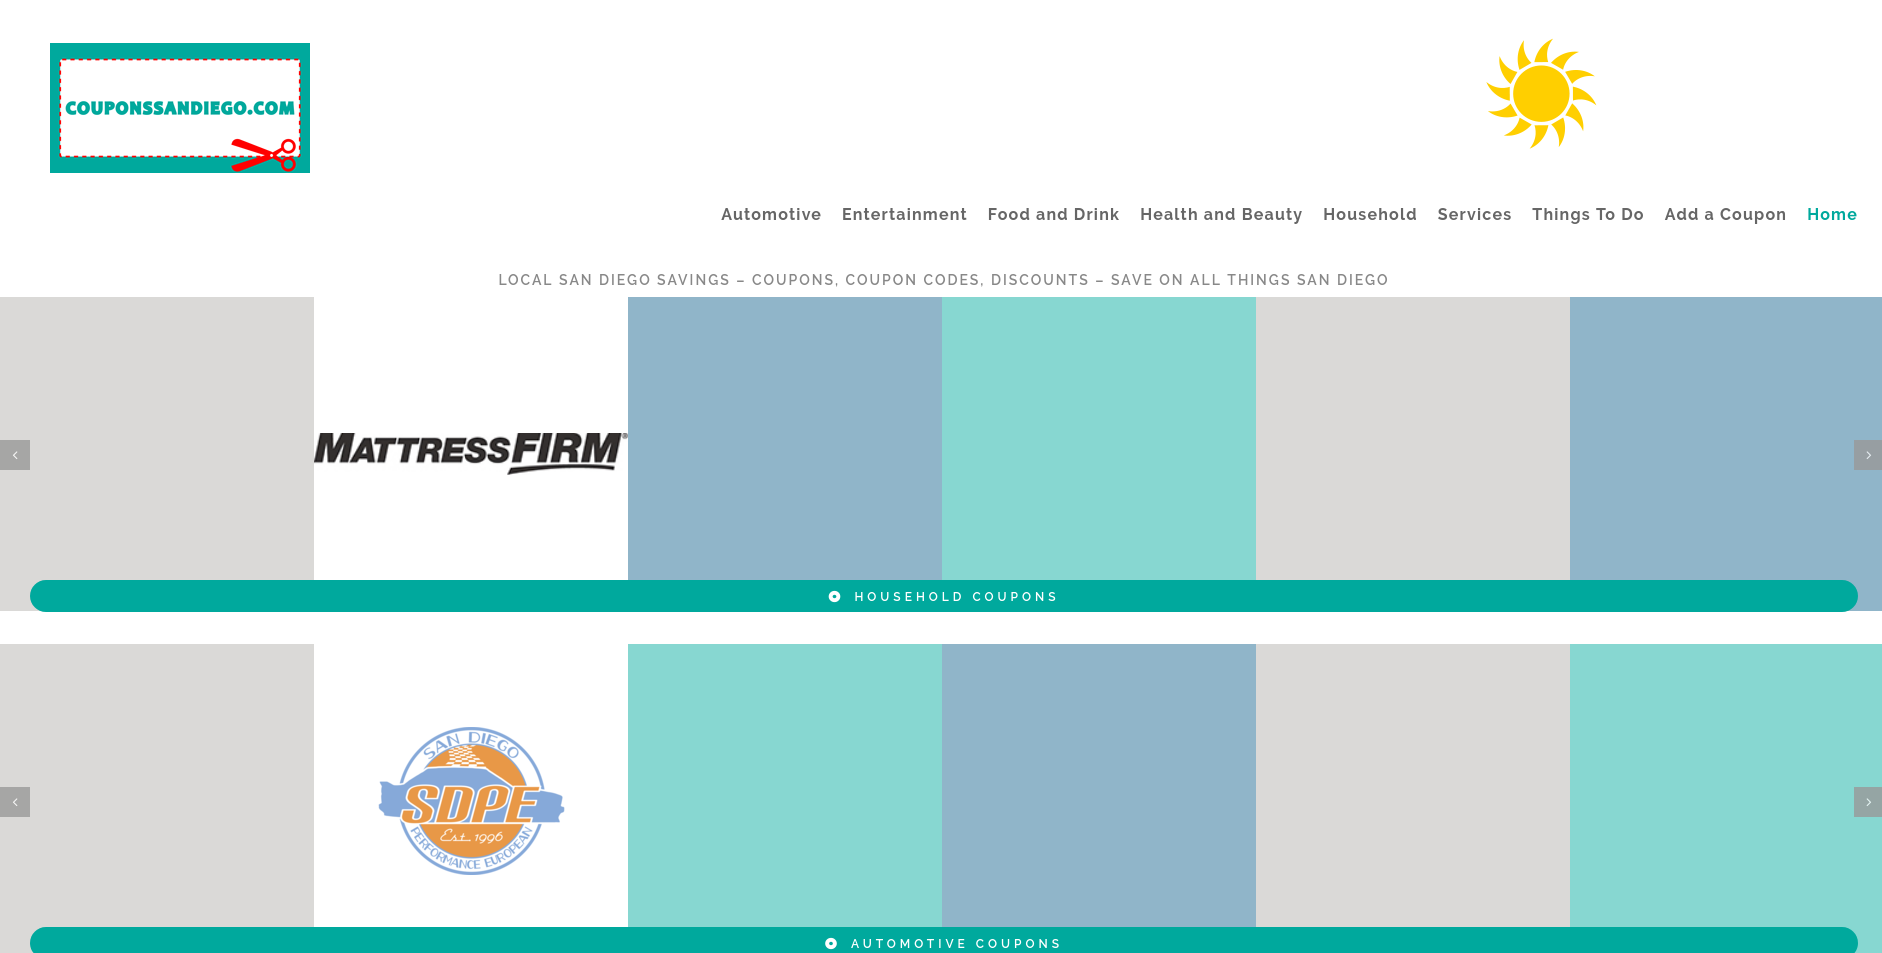 COUPONSSANDIEGO.COM
Automotive Entertainment Food and Drink Health and Beauty Household Services Things To Do Add a Coupon Home
LOCAL SAN DIEGO SAVINGS – COUPONS, COUPON CODES, DISCOUNTS – SAVE ON ALL THINGS SAN DIEGO
MATTRESSFIRM®
HOUSEHOLD COUPONS
SAN DIEGO
SDPE
Est. 1996
PERFORMANCE EUROPEAN
AUTOMOTIVE COUPONS